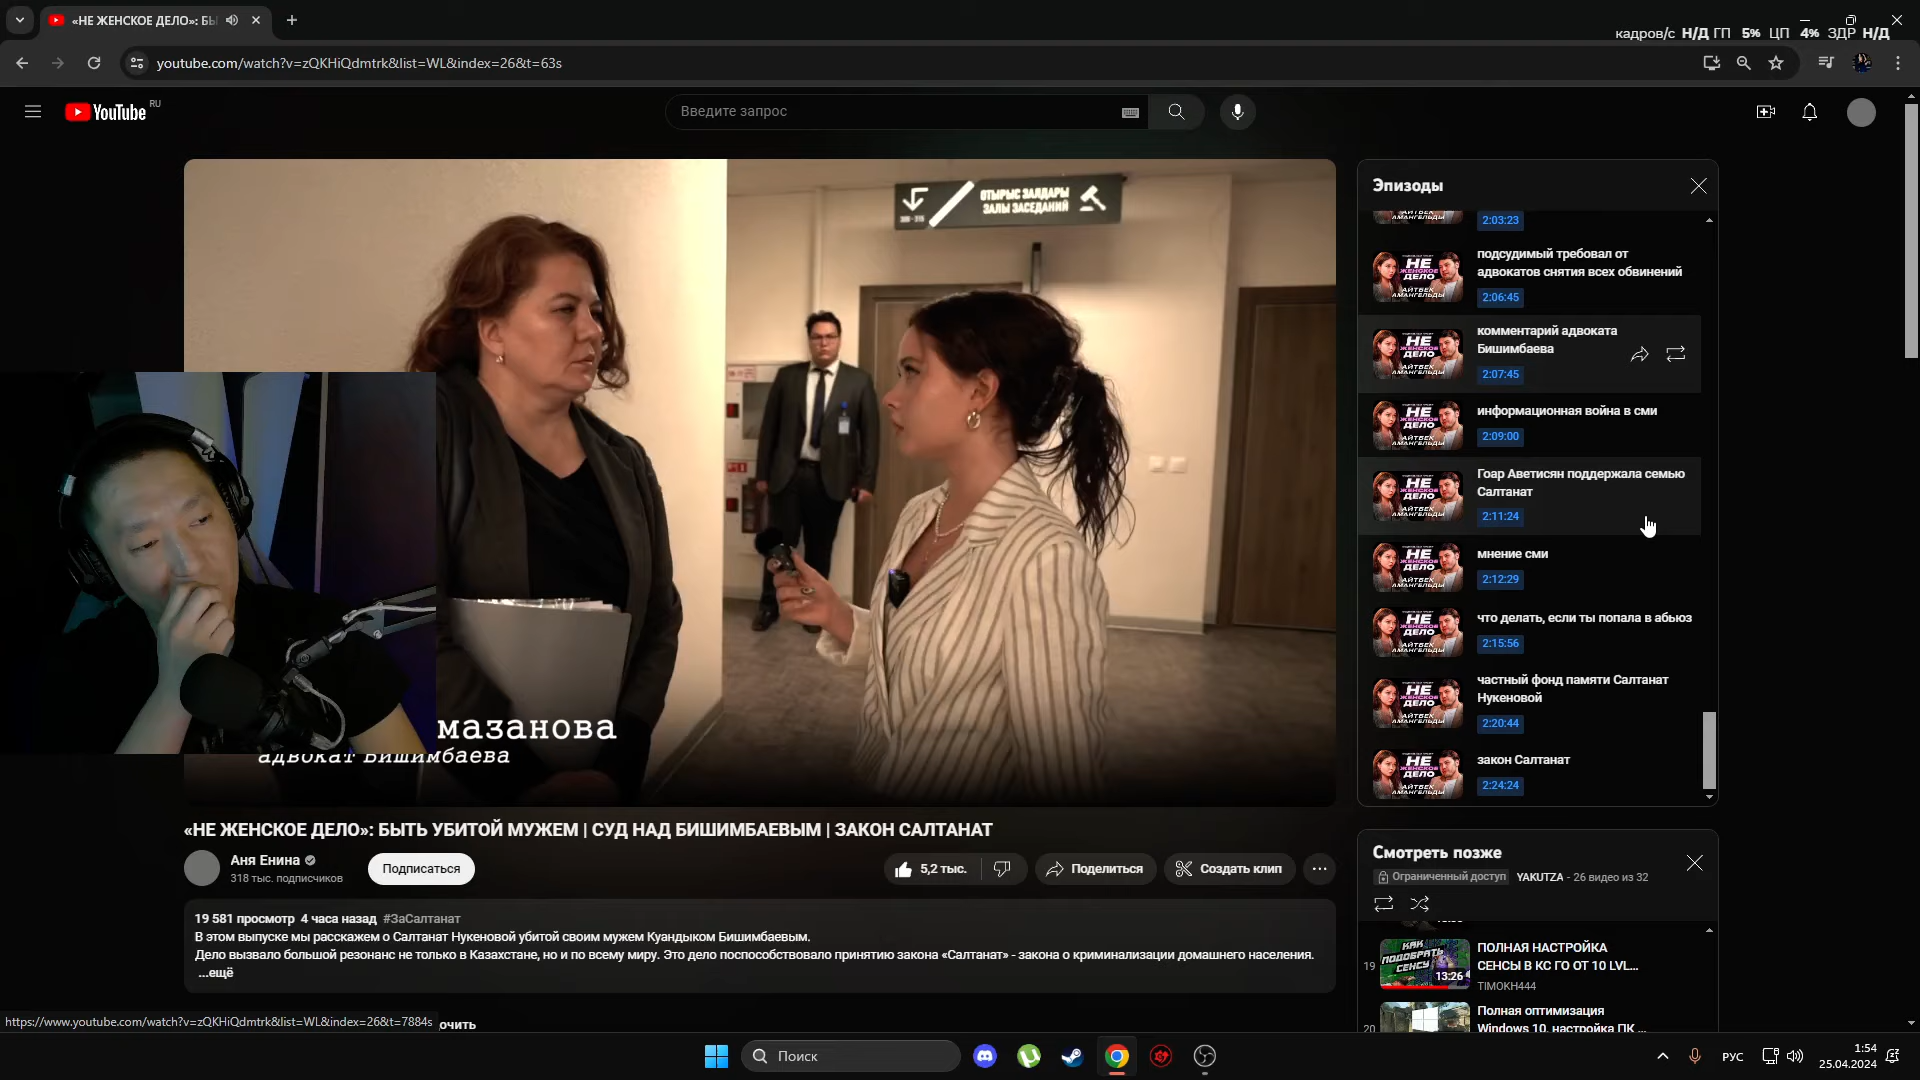 «НЕ ЖЕНСКОЕ ДЕЛО»: БЫ
кадров/с Н/Д ГП 5% ЦП 4% ЗДР Н/Д
youtube.com/watch?v=zQKHiQdmtrk&list=WL&index=26&t=63s
YouTube RU
Введите запрос
ОТЫРЫС ЗАЛДАРЫ
ЗАЛЫ ЗАСЕДАНИЙ
мазанова
адвокат Бишимбаева
Эпизоды
2:03:23
подсудимый требовал от
адвокатов снятия всех обвинений
2:06:45
комментарий адвоката
Бишимбаева
2:07:45
информационная война в сми
2:09:00
Гоар Аветисян поддержала семью
Салтанат
2:11:24
мнение сми
2:12:29
что делать, если ты попала в абьюз
2:15:56
частный фонд памяти Салтанат
Нукеновой
2:20:44
закон Салтанат
2:24:24
НЕ
ЖЕНСКОЕ
ДЕЛО
АЙТБЕК
АМАНГЕЛЬДЫ
«НЕ ЖЕНСКОЕ ДЕЛО»: БЫТЬ УБИТОЙ МУЖЕМ | СУД НАД БИШИМБАЕВЫМ | ЗАКОН САЛТАНАТ
Аня Енина
318 тыс. подписчиков
Подписаться
5,2 тыс.
Поделиться
Создать клип
19 581 просмотр 4 часа назад #ЗаСалтанат
В этом выпуске мы расскажем о Салтанат Нукеновой убитой своим мужем Куандыком Бишимбаевым.
Дело вызвало большой резонанс не только в Казахстане, но и по всему миру. Это дело поспособствовало принятию закона «Салтанат» - закона о криминализации домашнего населения.
...ещё
Смотреть позже
Ограниченный доступ YAKUTZA - 26 видео из 32
19
КАК
ПОДОБРАТЬ
СЕНСУ
13:26
ПОЛНАЯ НАСТРОЙКА
СЕНСЫ В КС ГО ОТ 10 LVL...
TIMOKH444
20
Полная оптимизация
Windows 10, настройка ПК ...
https://www.youtube.com/watch?v=zQKHiQdmtrk&list=WL&index=26&t=7884s
очить
Поиск
РУС
1:54
25.04.2024